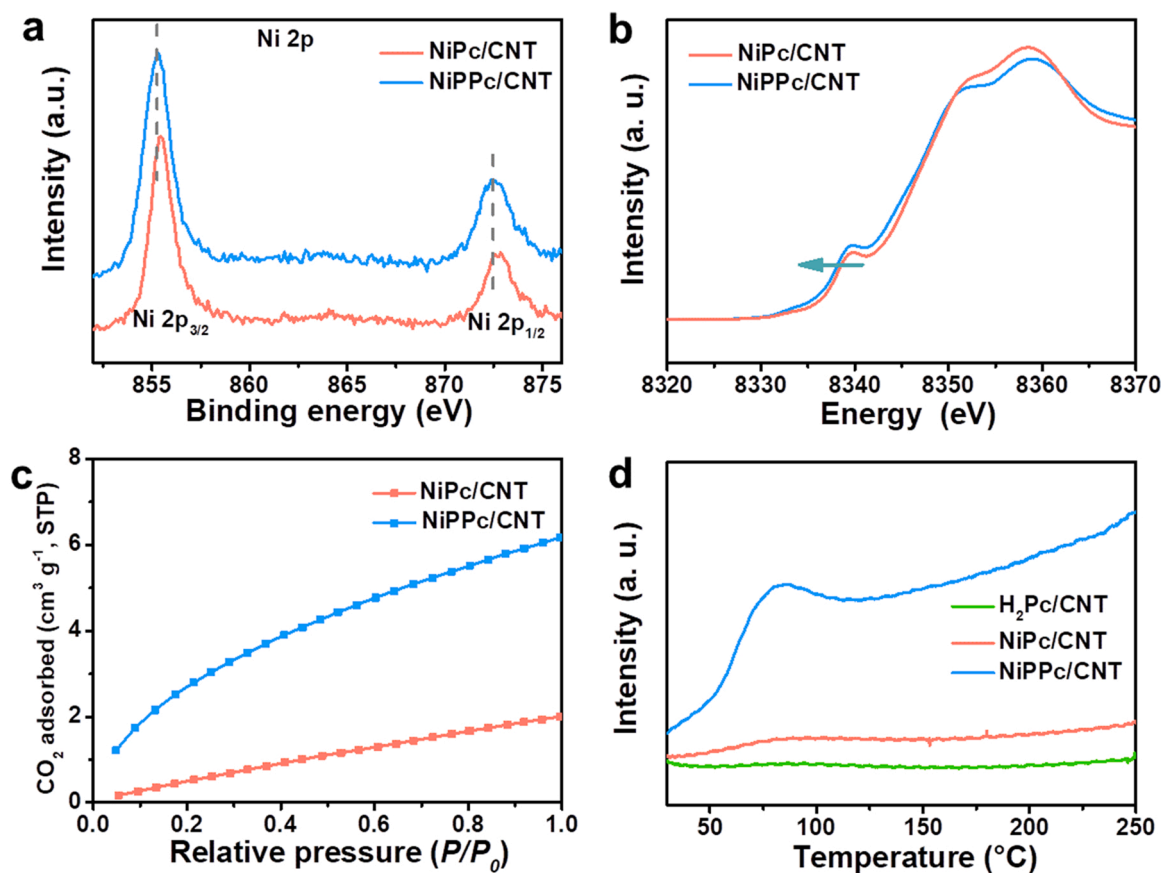 a
Ni 2p
NiPc/CNT
NiPPc/CNT
Intensity (a.u.)
Ni 2p3/2
Ni 2p1/2
855 860 865 870 875
Binding energy (eV)
b
NiPc/CNT
NiPPc/CNT
Intensity (a. u.)
8320 8330 8340 8350 8360 8370
Energy (eV)
c
NiPc/CNT
NiPPc/CNT
CO2 adsorbed (cm3 g-1, STP)
8
6
4
2
0
0.0 0.2 0.4 0.6 0.8 1.0
Relative pressure (P/P0)
d
H2Pc/CNT
NiPc/CNT
NiPPc/CNT
Intensity (a. u.)
50 100 150 200 250
Temperature (°C)